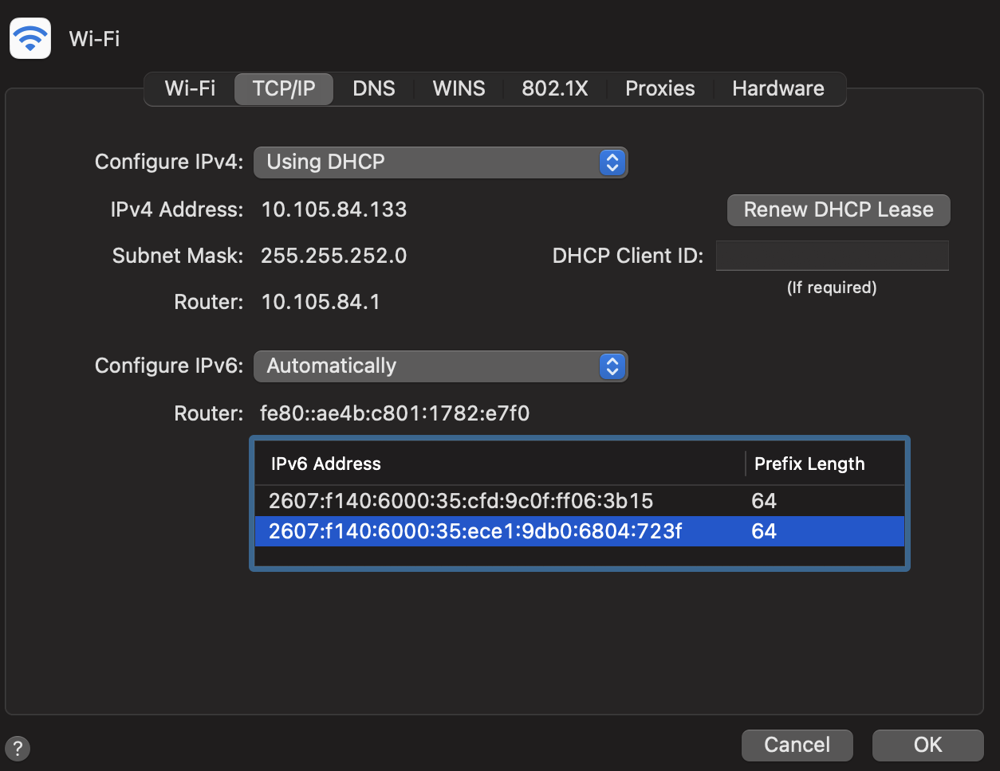 Wi-Fi
Wi-Fi TCP/IP DNS WINS 802.1X Proxies Hardware
Configure IPv4: Using DHCP
IPv4 Address: 10.105.84.133 Renew DHCP Lease
Subnet Mask: 255.255.252.0 DHCP Client ID:
(If required)
Router: 10.105.84.1
Configure IPv6: Automatically
Router: fe80::ae4b:c801:1782:e7f0
IPv6 Address Prefix Length
2607:f140:6000:35:cfd:9c0f:ff06:3b15 64
2607:f140:6000:35:ece1:9db0:6804:723f 64
? Cancel OK